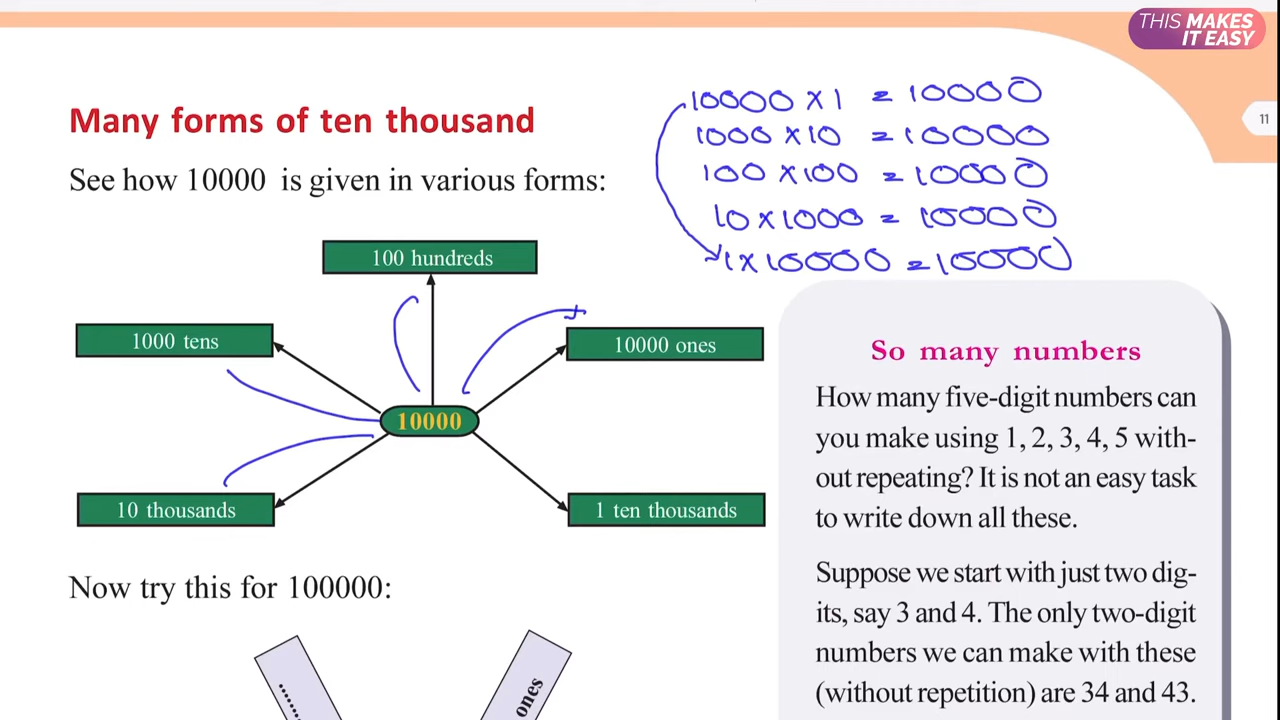 THIS MAKES
IT EASY
11
Many forms of ten thousand
See how 10000 is given in various forms:
10000 × 1 = 10000
1000 × 10 = 10000
100 × 100 = 10000
10 × 1000 = 10000
1 × 10000 = 10000
100 hundreds
1000 tens
10000 ones
10000
10 thousands
1 ten thousands
Now try this for 100000:
..........
ones
So many numbers
How many five-digit numbers can
you make using 1, 2, 3, 4, 5 with-
out repeating? It is not an easy task
to write down all these.
Suppose we start with just two dig-
its, say 3 and 4. The only two-digit
numbers we can make with these
(without repetition) are 34 and 43.